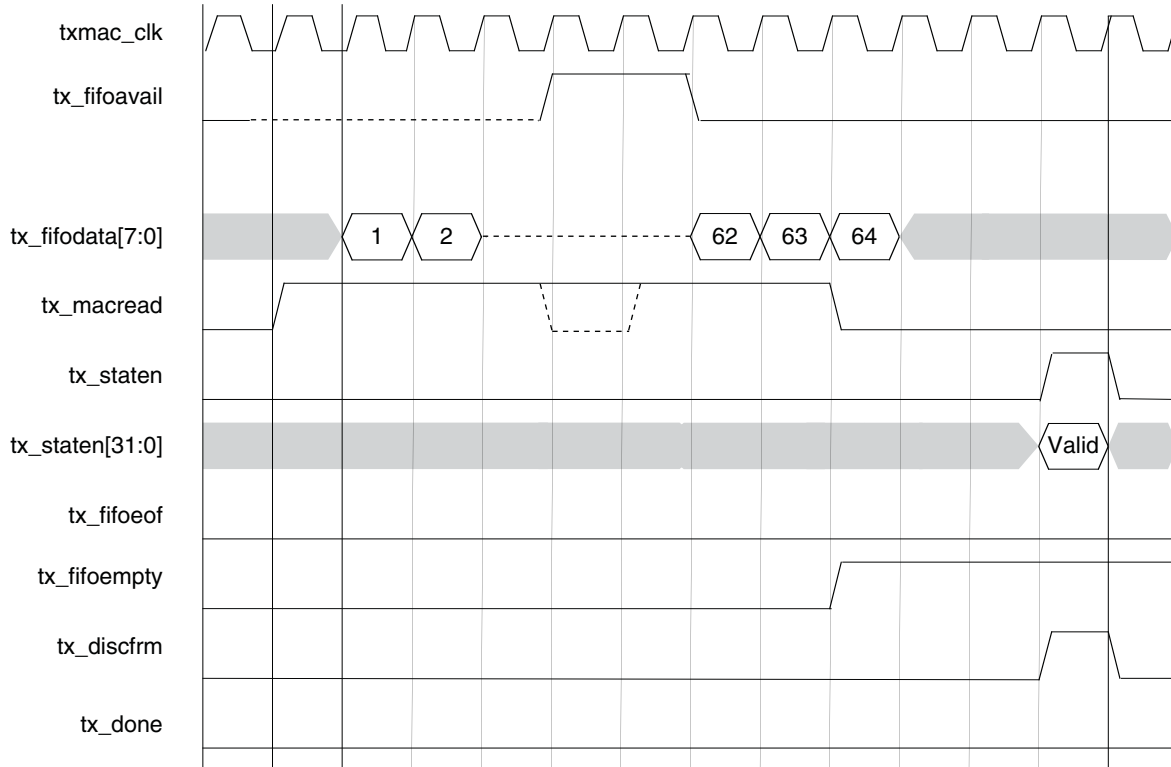 txmac_clk
tx_fifoavail
tx_fifodata[7:0] 1 2 62 63 64
tx_macread
tx_staten
tx_staten[31:0] Valid
tx_fifoeof
tx_fifoempty
tx_discfrm
tx_done